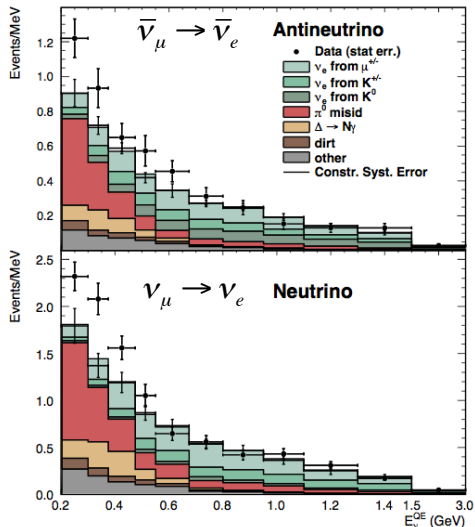 Events/MeV
ν̄μ → ν̄e Antineutrino
1.2
1.0
0.8
0.6
0.4
0.2
Data (stat err.)
νe from μ+/-
νe from K+/-
νe from K0
π0 misid
Δ → Nγ
dirt
other
Constr. Syst. Error
Events/MeV
νμ → νe Neutrino
2.5
2.0
1.5
1.0
0.5
0.0
0.2 0.4 0.6 0.8 1.0 1.2 1.4 1.5 3.0
EνQE (GeV)